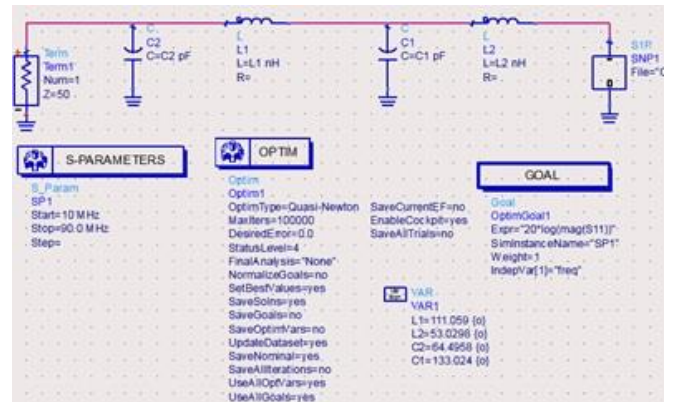 C
C2
C=C2 pF
L
L1
L=L1 nH
R=
C
C1
C=C1 pF
L
L2
L=L2 nH
R=
Term
Term1
Num=1
Z=50
S1P
SNP1
File="C
S-PARAMETERS
S_Param
SP1
Start=10 MHz
Stop=90.0 MHz
Step=
OPTIM
Optim
Optim1
OptimType=Quasi-Newton
MaxIters=100000
DesiredError=0.0
StatusLevel=4
FinalAnalysis="None"
NormalizeGoals=no
SetBestValues=yes
SaveSolns=yes
SaveGoals=no
SaveOptimVars=no
UpdateDataset=yes
SaveNominal=yes
SaveAllIterations=no
UseAllOptVars=yes
UseAllGoals=yes
SaveCurrentEF=no
EnableCockpit=yes
SaveAllTrials=no
GOAL
Goal
OptimGoal1
Expr="20*log(mag(S11))"
SimInstanceName="SP1"
Weight=1
IndepVar[1]="freq"
VAR
VAR1
L1=111.059 {o}
L2=53.0298 {o}
C2=64.4958 {o}
C1=133.024 {o}